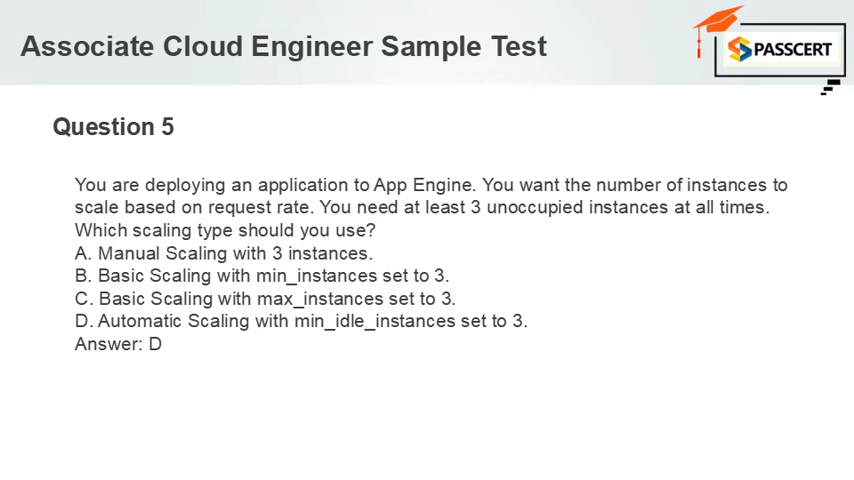 Associate Cloud Engineer Sample Test
PASSCERT
Question 5
You are deploying an application to App Engine. You want the number of instances to
scale based on request rate. You need at least 3 unoccupied instances at all times.
Which scaling type should you use?
A. Manual Scaling with 3 instances.
B. Basic Scaling with min_instances set to 3.
C. Basic Scaling with max_instances set to 3.
D. Automatic Scaling with min_idle_instances set to 3.
Answer: D